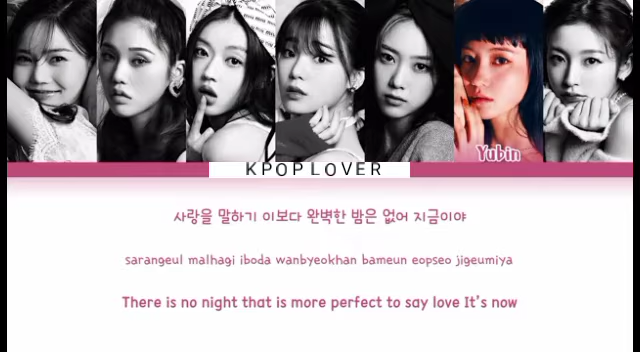 Yubin
KPOP LOVER
사랑을 말하기 이보다 완벽한 밤은 없어 지금이야
sarangeul malhagi iboda wanbyeokhan bameun eopseo jigeumiya
There is no night that is more perfect to say love It's now